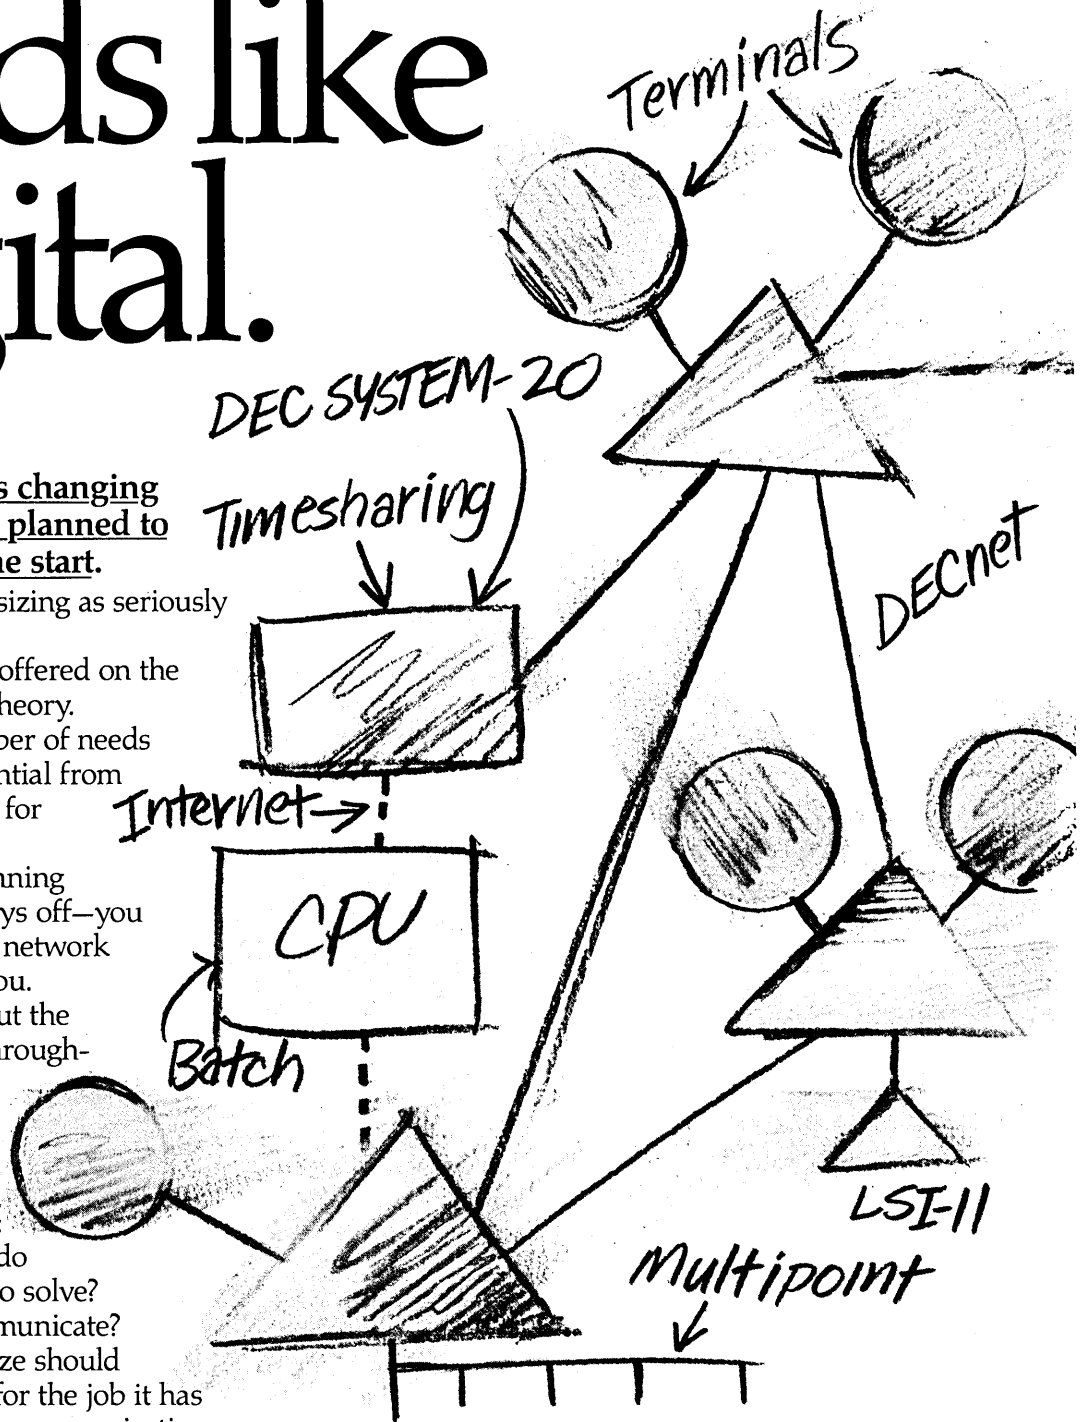 ds like
gital.
Terminals
DEC SYSTEM-20
Timesharing
DECnet
Internet
CPU
Batch
LSI-11
Multipoint
s changing
planned to
e start.
sizing as seriously
offered on the
heory.
ber of needs
ntial from
for
nning
ys off—you
network
ou.
ut the
rough-
do
o solve?
municate?
ze should
for the job it has